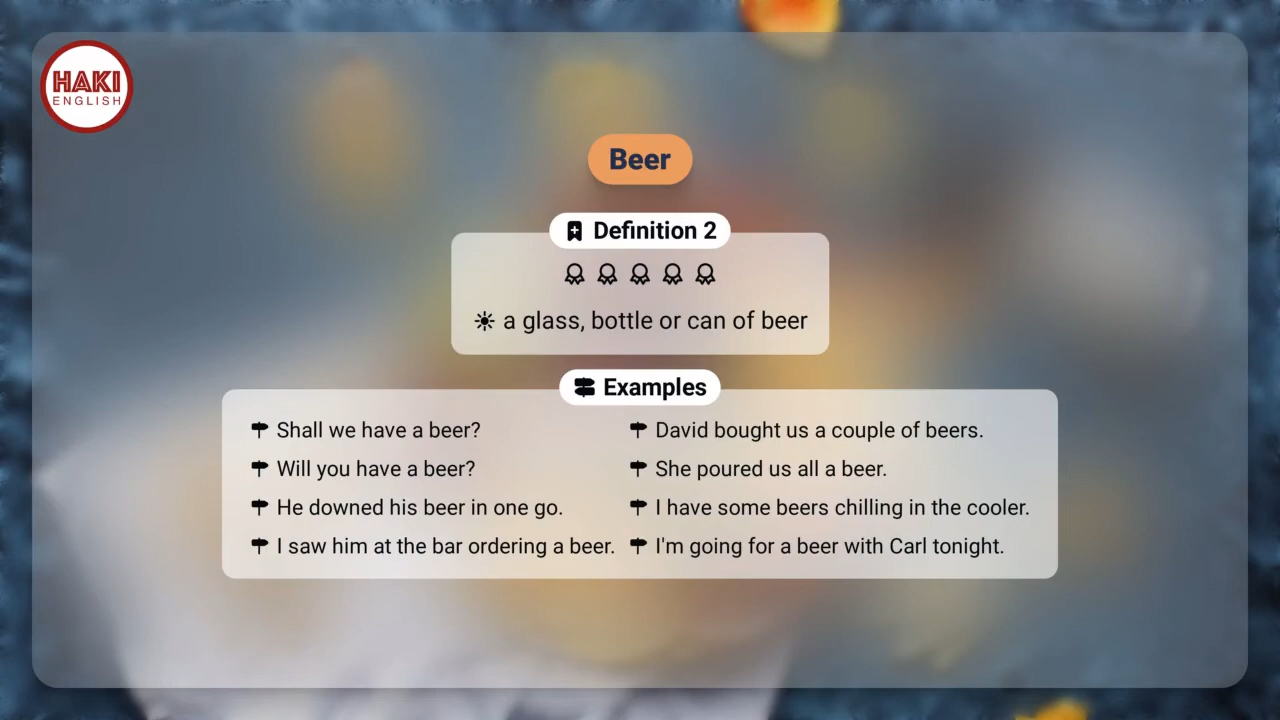 HAKI
ENGLISH
Beer
Definition 2
a glass, bottle or can of beer
Examples
Shall we have a beer?
Will you have a beer?
He downed his beer in one go.
I saw him at the bar ordering a beer.
David bought us a couple of beers.
She poured us all a beer.
I have some beers chilling in the cooler.
I'm going for a beer with Carl tonight.